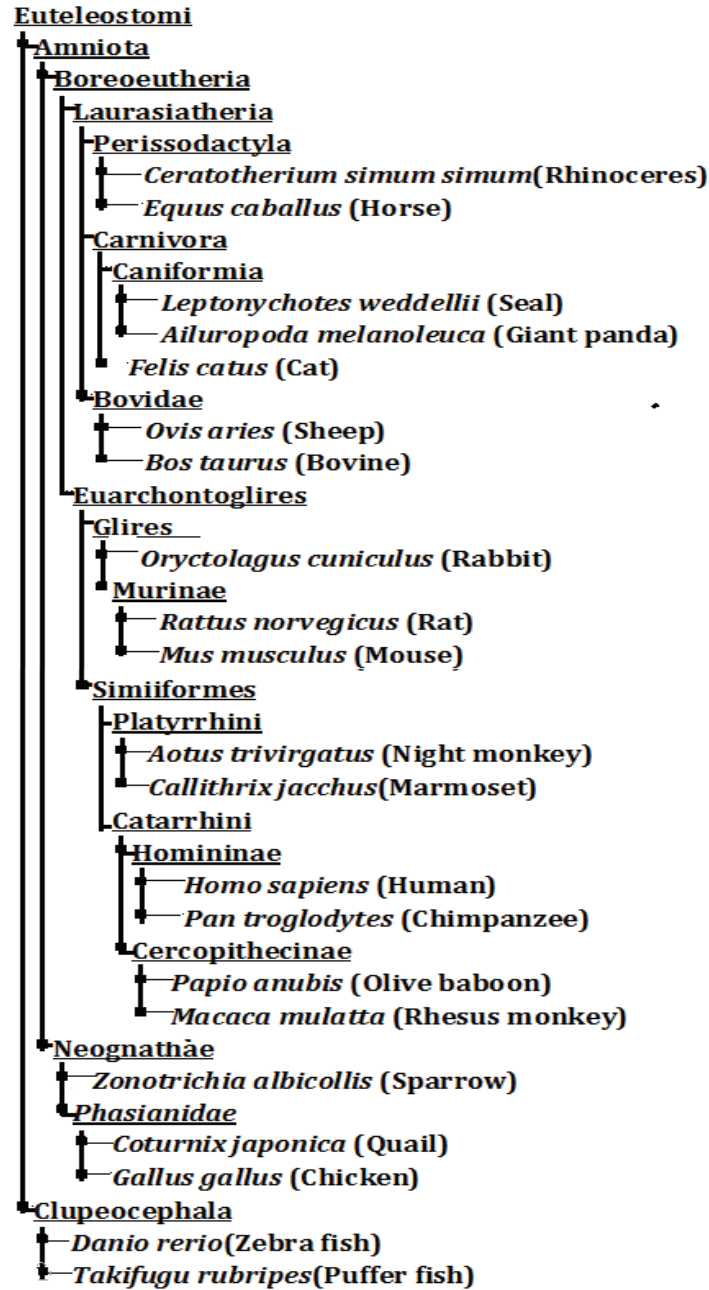 Euteleostomi
Amniota
Boreoeutheria
Laurasiatheria
Perissodactyla
Ceratotherium simum simum(Rhinoceres)
Equus caballus (Horse)
Carnivora
Caniformia
Leptonychotes weddellii (Seal)
Ailuropoda melanoleuca (Giant panda)
Felis catus (Cat)
Bovidae
Ovis aries (Sheep)
Bos taurus (Bovine)
Euarchontoglires
Glires
Oryctolagus cuniculus (Rabbit)
Murinae
Rattus norvegicus (Rat)
Mus musculus (Mouse)
Simiiformes
Platyrrhini
Aotus trivirgatus (Night monkey)
Callithrix jacchus(Marmoset)
Catarrhini
Homininae
Homo sapiens (Human)
Pan troglodytes (Chimpanzee)
Cercopithecinae
Papio anubis (Olive baboon)
Macaca mulatta (Rhesus monkey)
Neognathae
Zonotrichia albicollis (Sparrow)
Phasianidae
Coturnix japonica (Quail)
Gallus gallus (Chicken)
Clupeocephala
Danio rerio(Zebra fish)
Takifugu rubripes(Puffer fish)